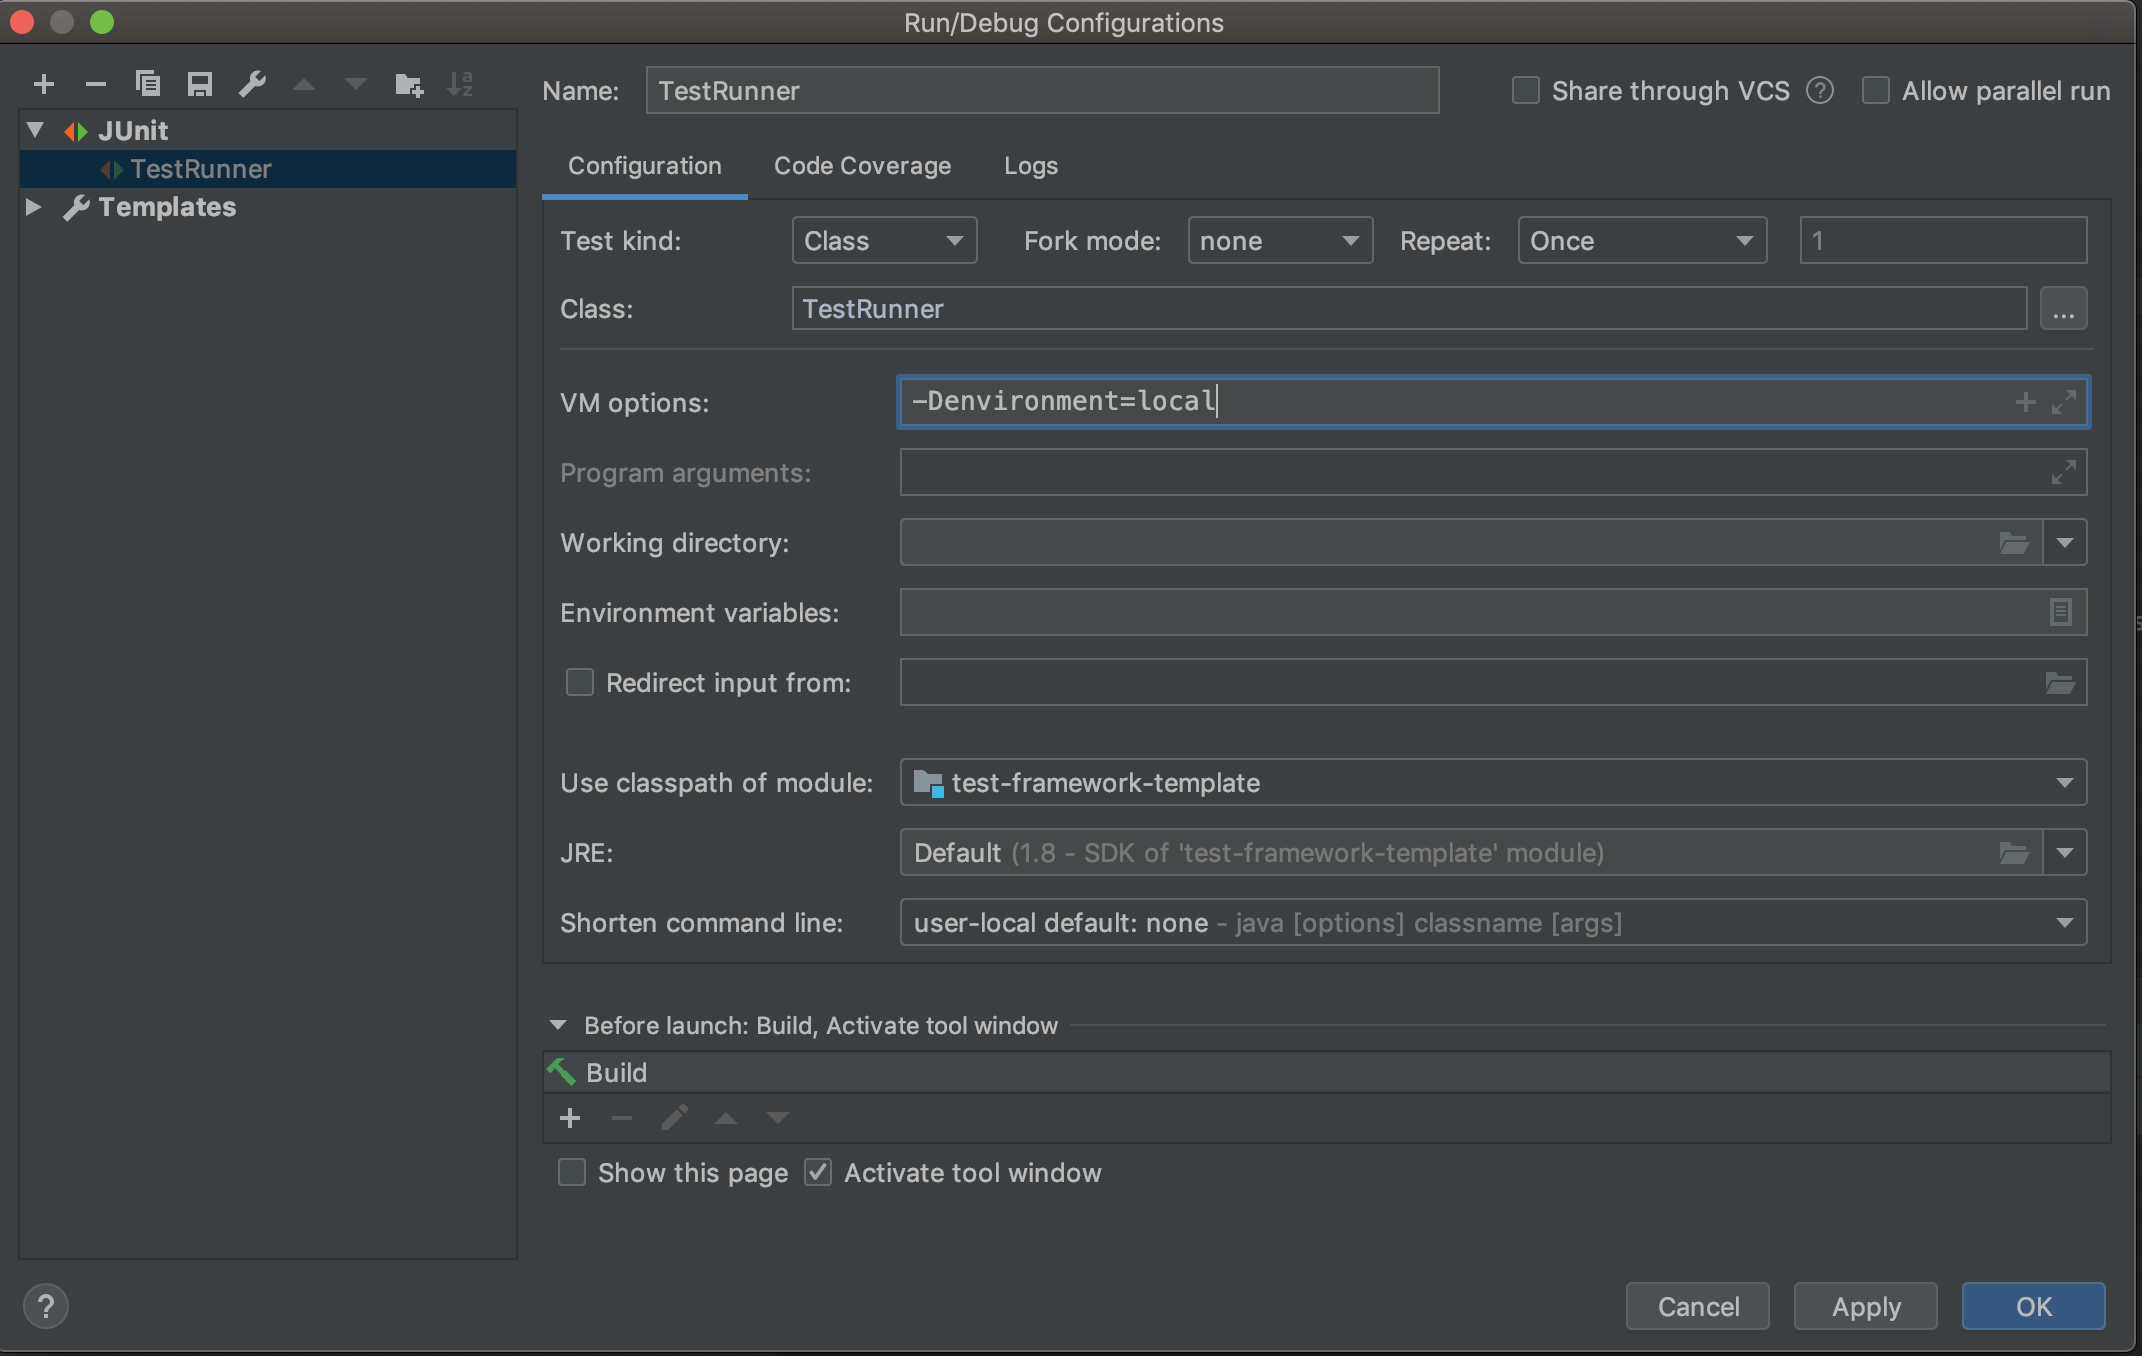 Run/Debug Configurations
Name: TestRunner Share through VCS ? Allow parallel run
JUnit
TestRunner
Templates
Configuration Code Coverage Logs
Test kind: Class Fork mode: none Repeat: Once 1
Class: TestRunner ...
VM options: -Denvironment=local
Program arguments:
Working directory:
Environment variables:
Redirect input from:
Use classpath of module: test-framework-template
JRE: Default (1.8 - SDK of 'test-framework-template' module)
Shorten command line: user-local default: none - java [options] classname [args]
Before launch: Build, Activate tool window
Build
Show this page Activate tool window
? Cancel Apply OK